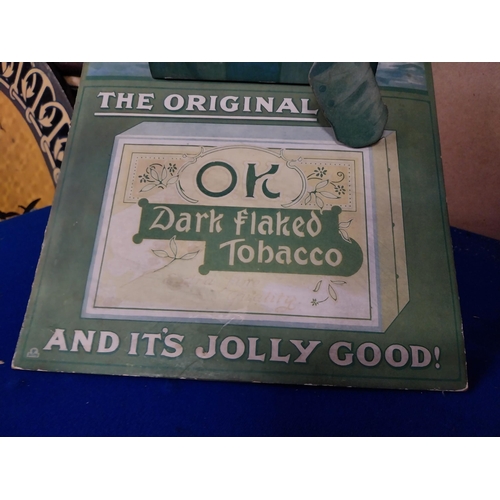 THE ORIGINAL
OK
Dark flaked
Tobacco
AND IT'S JOLLY GOOD!